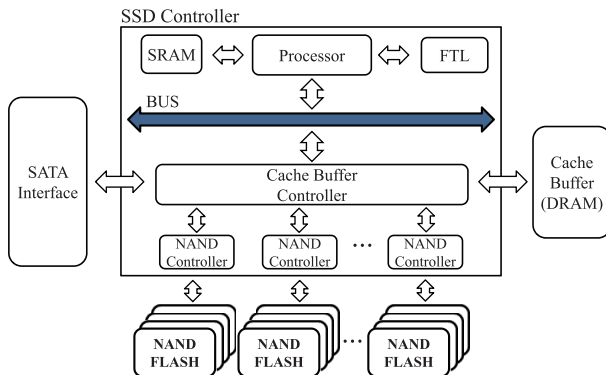 SSD Controller
SRAM
Processor
FTL
BUS
SATA
Interface
Cache Buffer
Controller
Cache
Buffer
(DRAM)
NAND
Controller
NAND
Controller
...
NAND
Controller
NAND
FLASH
NAND
FLASH
...
NAND
FLASH